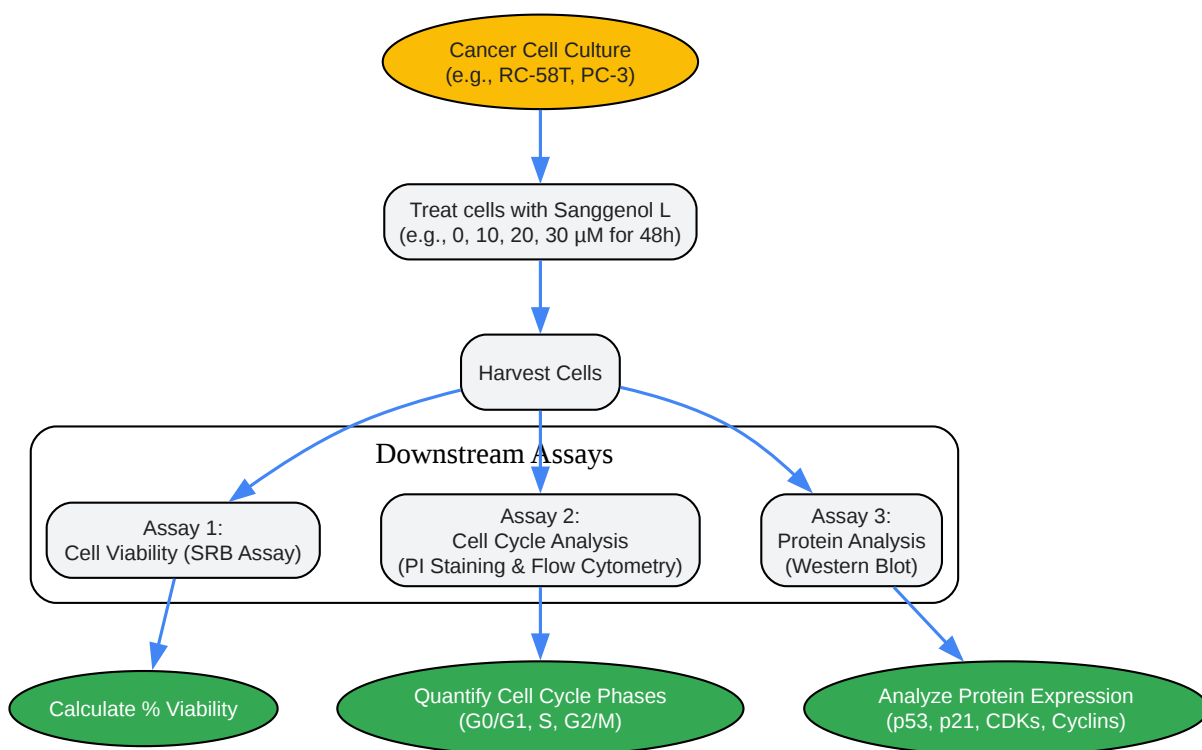 Cancer Cell Culture
(e.g., RC-58T, PC-3)
Treat cells with Sanggenol L
(e.g., 0, 10, 20, 30 µM for 48h)
Harvest Cells
Downstream Assays
Assay 1:
Cell Viability (SRB Assay)
Assay 2:
Cell Cycle Analysis
(PI Staining & Flow Cytometry)
Assay 3:
Protein Analysis
(Western Blot)
Calculate % Viability
Quantify Cell Cycle Phases
(G0/G1, S, G2/M)
Analyze Protein Expression
(p53, p21, CDKs, Cyclins)